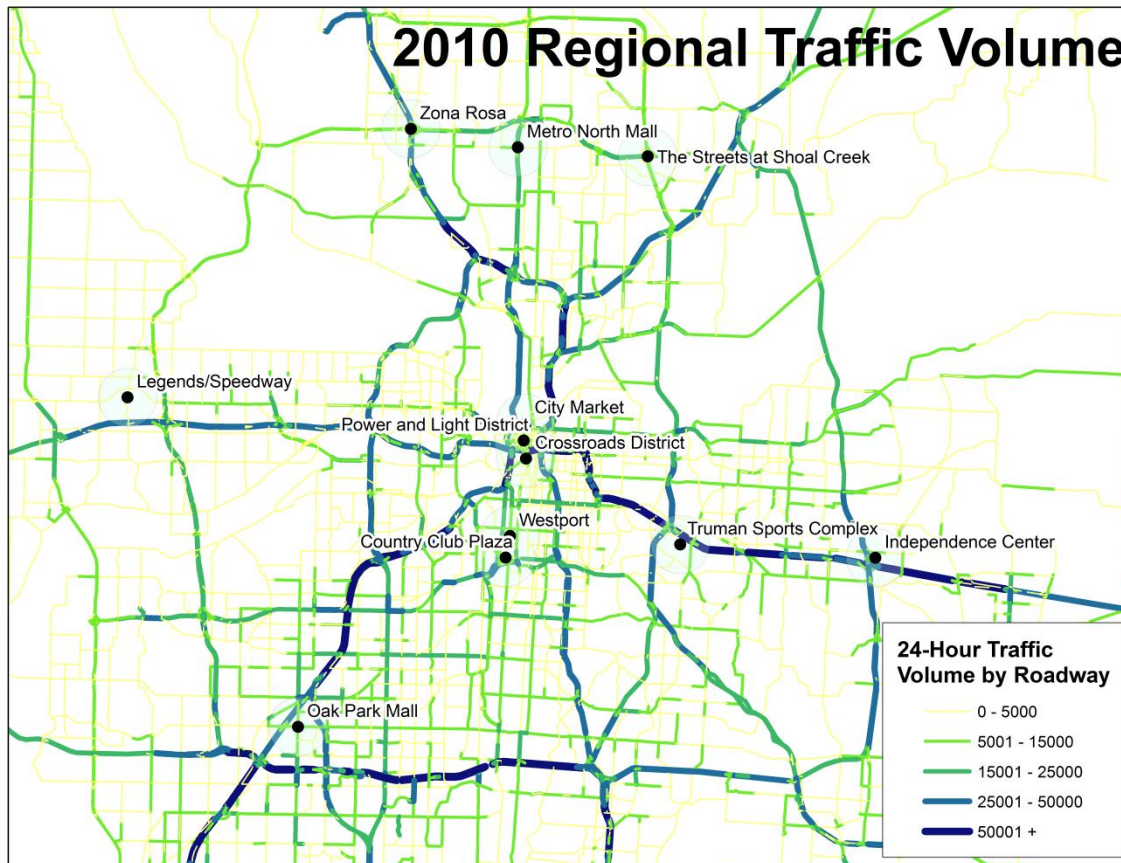 2010 Regional Traffic Volume
Zona Rosa
Metro North Mall
The Streets at Shoal Creek
Legends/Speedway
City Market
Power and Light District
Crossroads District
Westport
Truman Sports Complex
Country Club Plaza
Independence Center
Oak Park Mall
24-Hour Traffic
Volume by Roadway
0 - 5000
5001 - 15000
15001 - 25000
25001 - 50000
50001 +